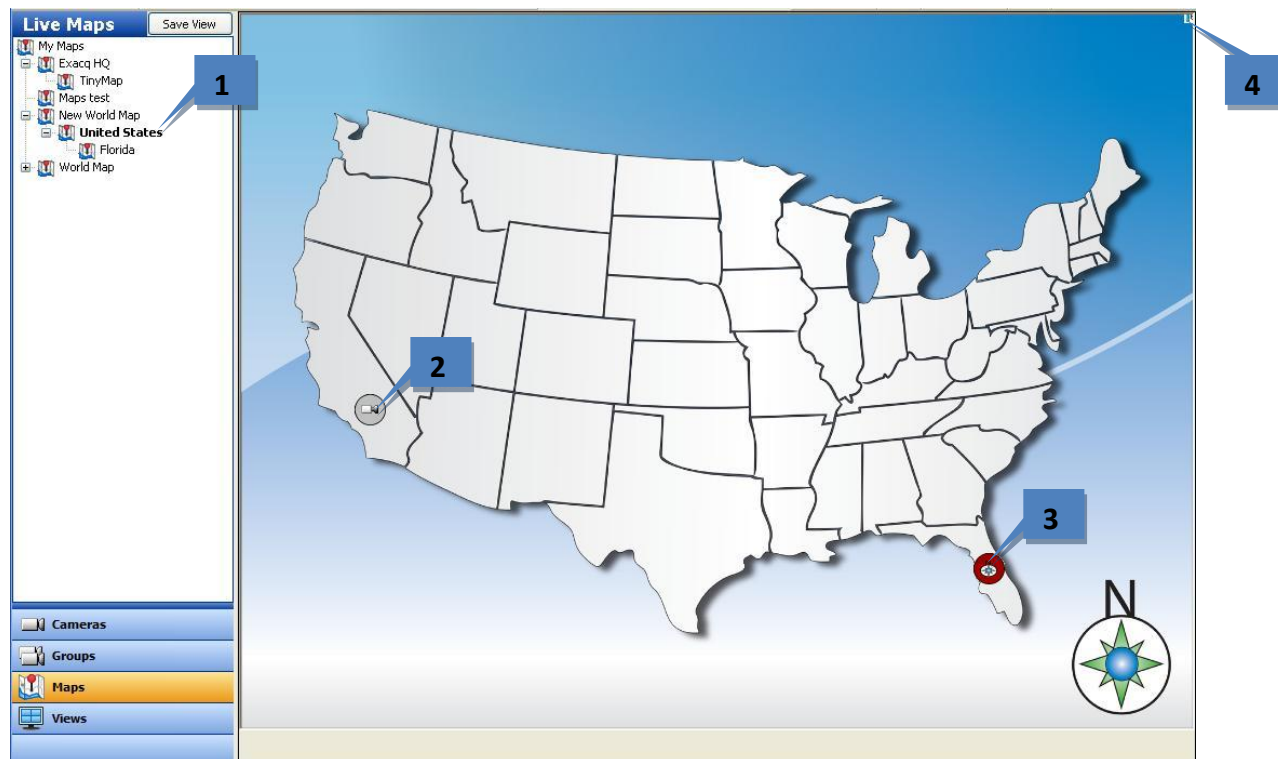 Live Maps
Save View
My Maps
Exacq HQ
TinyMap
Maps test
New World Map
United States
Florida
World Map
1
2
3
4
N
Cameras
Groups
Maps
Views